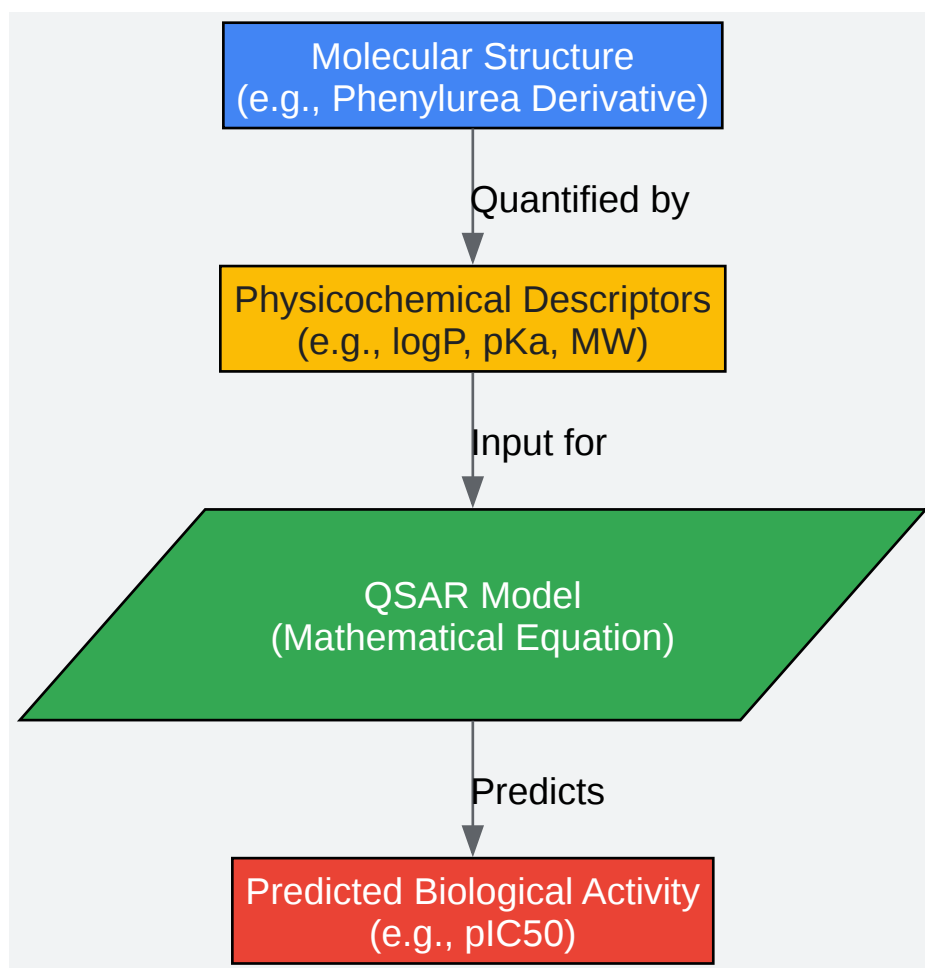 Molecular Structure
(e.g., Phenylurea Derivative)
Quantified by
Physicochemical Descriptors
(e.g., logP, pKa, MW)
Input for
QSAR Model
(Mathematical Equation)
Predicts
Predicted Biological Activity
(e.g., pIC50)